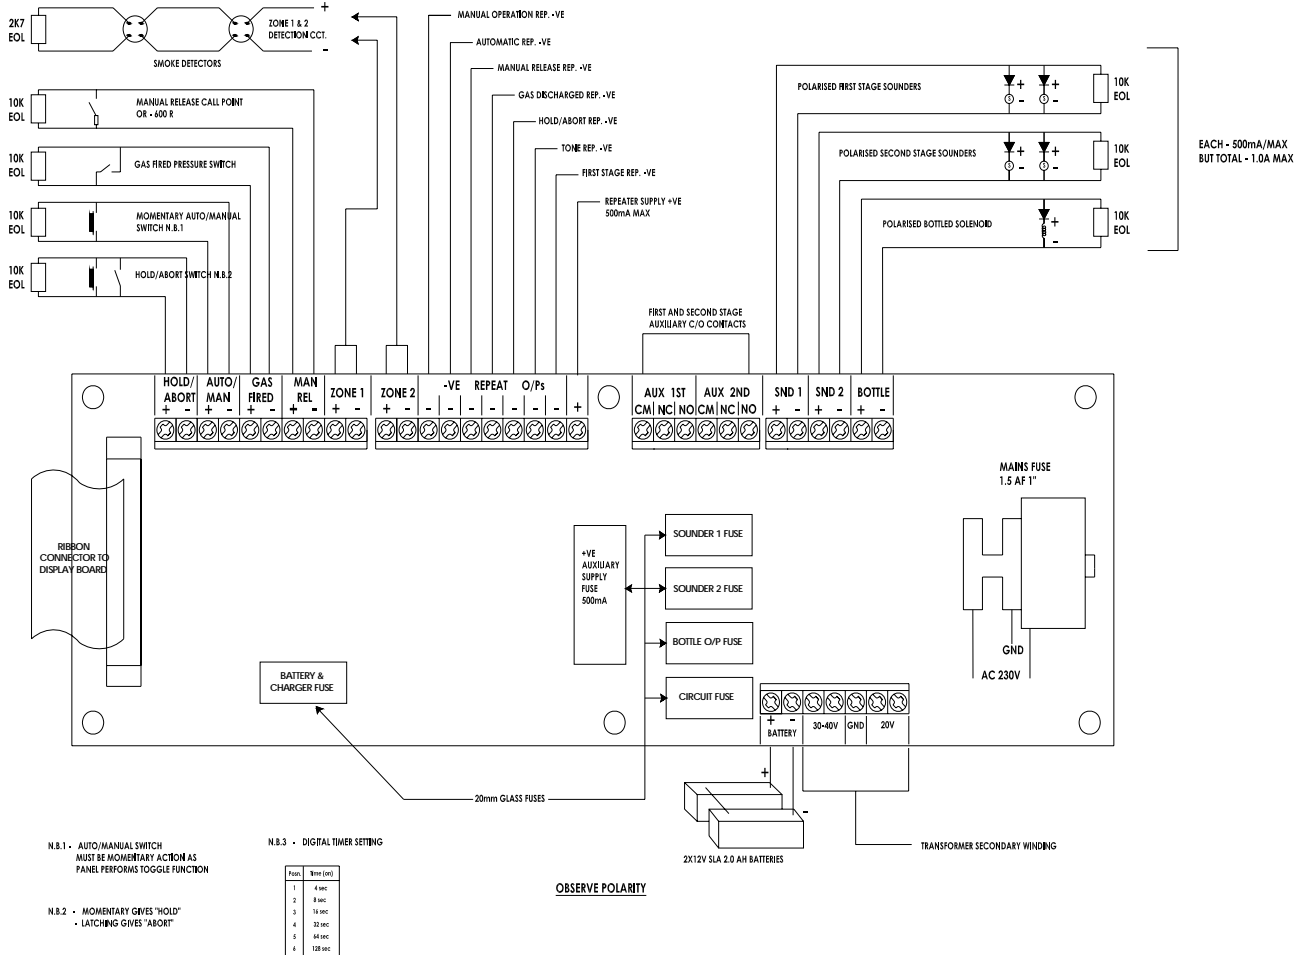 2K7
EOL
+
-
ZONE 1 & 2
DETECTION CCT.
SMOKE DETECTORS
10K
EOL
MANUAL RELEASE CALL POINT
OR - 600 R
10K
EOL
GAS FIRED PRESSURE SWITCH
10K
EOL
MOMENTARY AUTO/MANUAL
SWITCH N.B.1
10K
EOL
HOLD/ABORT SWITCH N.B.2
MANUAL OPERATION REP. -VE
AUTOMATIC REP. -VE
MANUAL RELEASE REP. -VE
GAS DISCHARGED REP. -VE
HOLD/ABORT REP. -VE
TONE REP. -VE
FIRST STAGE REP. -VE
REPEATER SUPPLY +VE
500mA MAX
POLARISED FIRST STAGE SOUNDERS
+ +
S - S -
10K
EOL
POLARISED SECOND STAGE SOUNDERS
+ +
S - S -
10K
EOL
POLARISED BOTTLED SOLENOID
+
-
10K
EOL
EACH - 500mA/MAX
BUT TOTAL - 1.0A MAX
FIRST AND SECOND STAGE
AUXILIARY C/O CONTACTS
HOLD/
ABORT
+ -
AUTO/
MAN
+ -
GAS
FIRED
+ -
MAN
REL
+ -
ZONE 1
+ -
ZONE 2
+ -
-VE REPEAT O/Ps
- - - - - - - +
AUX 1ST
CM NC NO
AUX 2ND
CM NC NO
SND 1
+ -
SND 2
+ -
BOTTLE
+ -
MAINS FUSE
1.5 AF 1"
RIBBON
CONNECTOR TO
DISPLAY BOARD
+VE
AUXILIARY
SUPPLY
FUSE
500mA
SOUNDER 1 FUSE
SOUNDER 2 FUSE
BOTTLE O/P FUSE
CIRCUIT FUSE
BATTERY &
CHARGER FUSE
GND
AC 230V
+ -
BATTERY
30-40V
GND
20V
20mm GLASS FUSES
+
-
2X12V SLA 2.0 AH BATTERIES
TRANSFORMER SECONDARY WINDING
OBSERVE POLARITY
N.B.1 - AUTO/MANUAL SWITCH
MUST BE MOMENTARY ACTION AS
PANEL PERFORMS TOGGLE FUNCTION
N.B.2 - MOMENTARY GIVES "HOLD"
- LATCHING GIVES "ABORT"
N.B.3 - DIGITAL TIMER SETTING
Posn. Time (on)
1 4 sec
2 8 sec
3 16 sec
4 32 sec
5 64 sec
6 128 sec